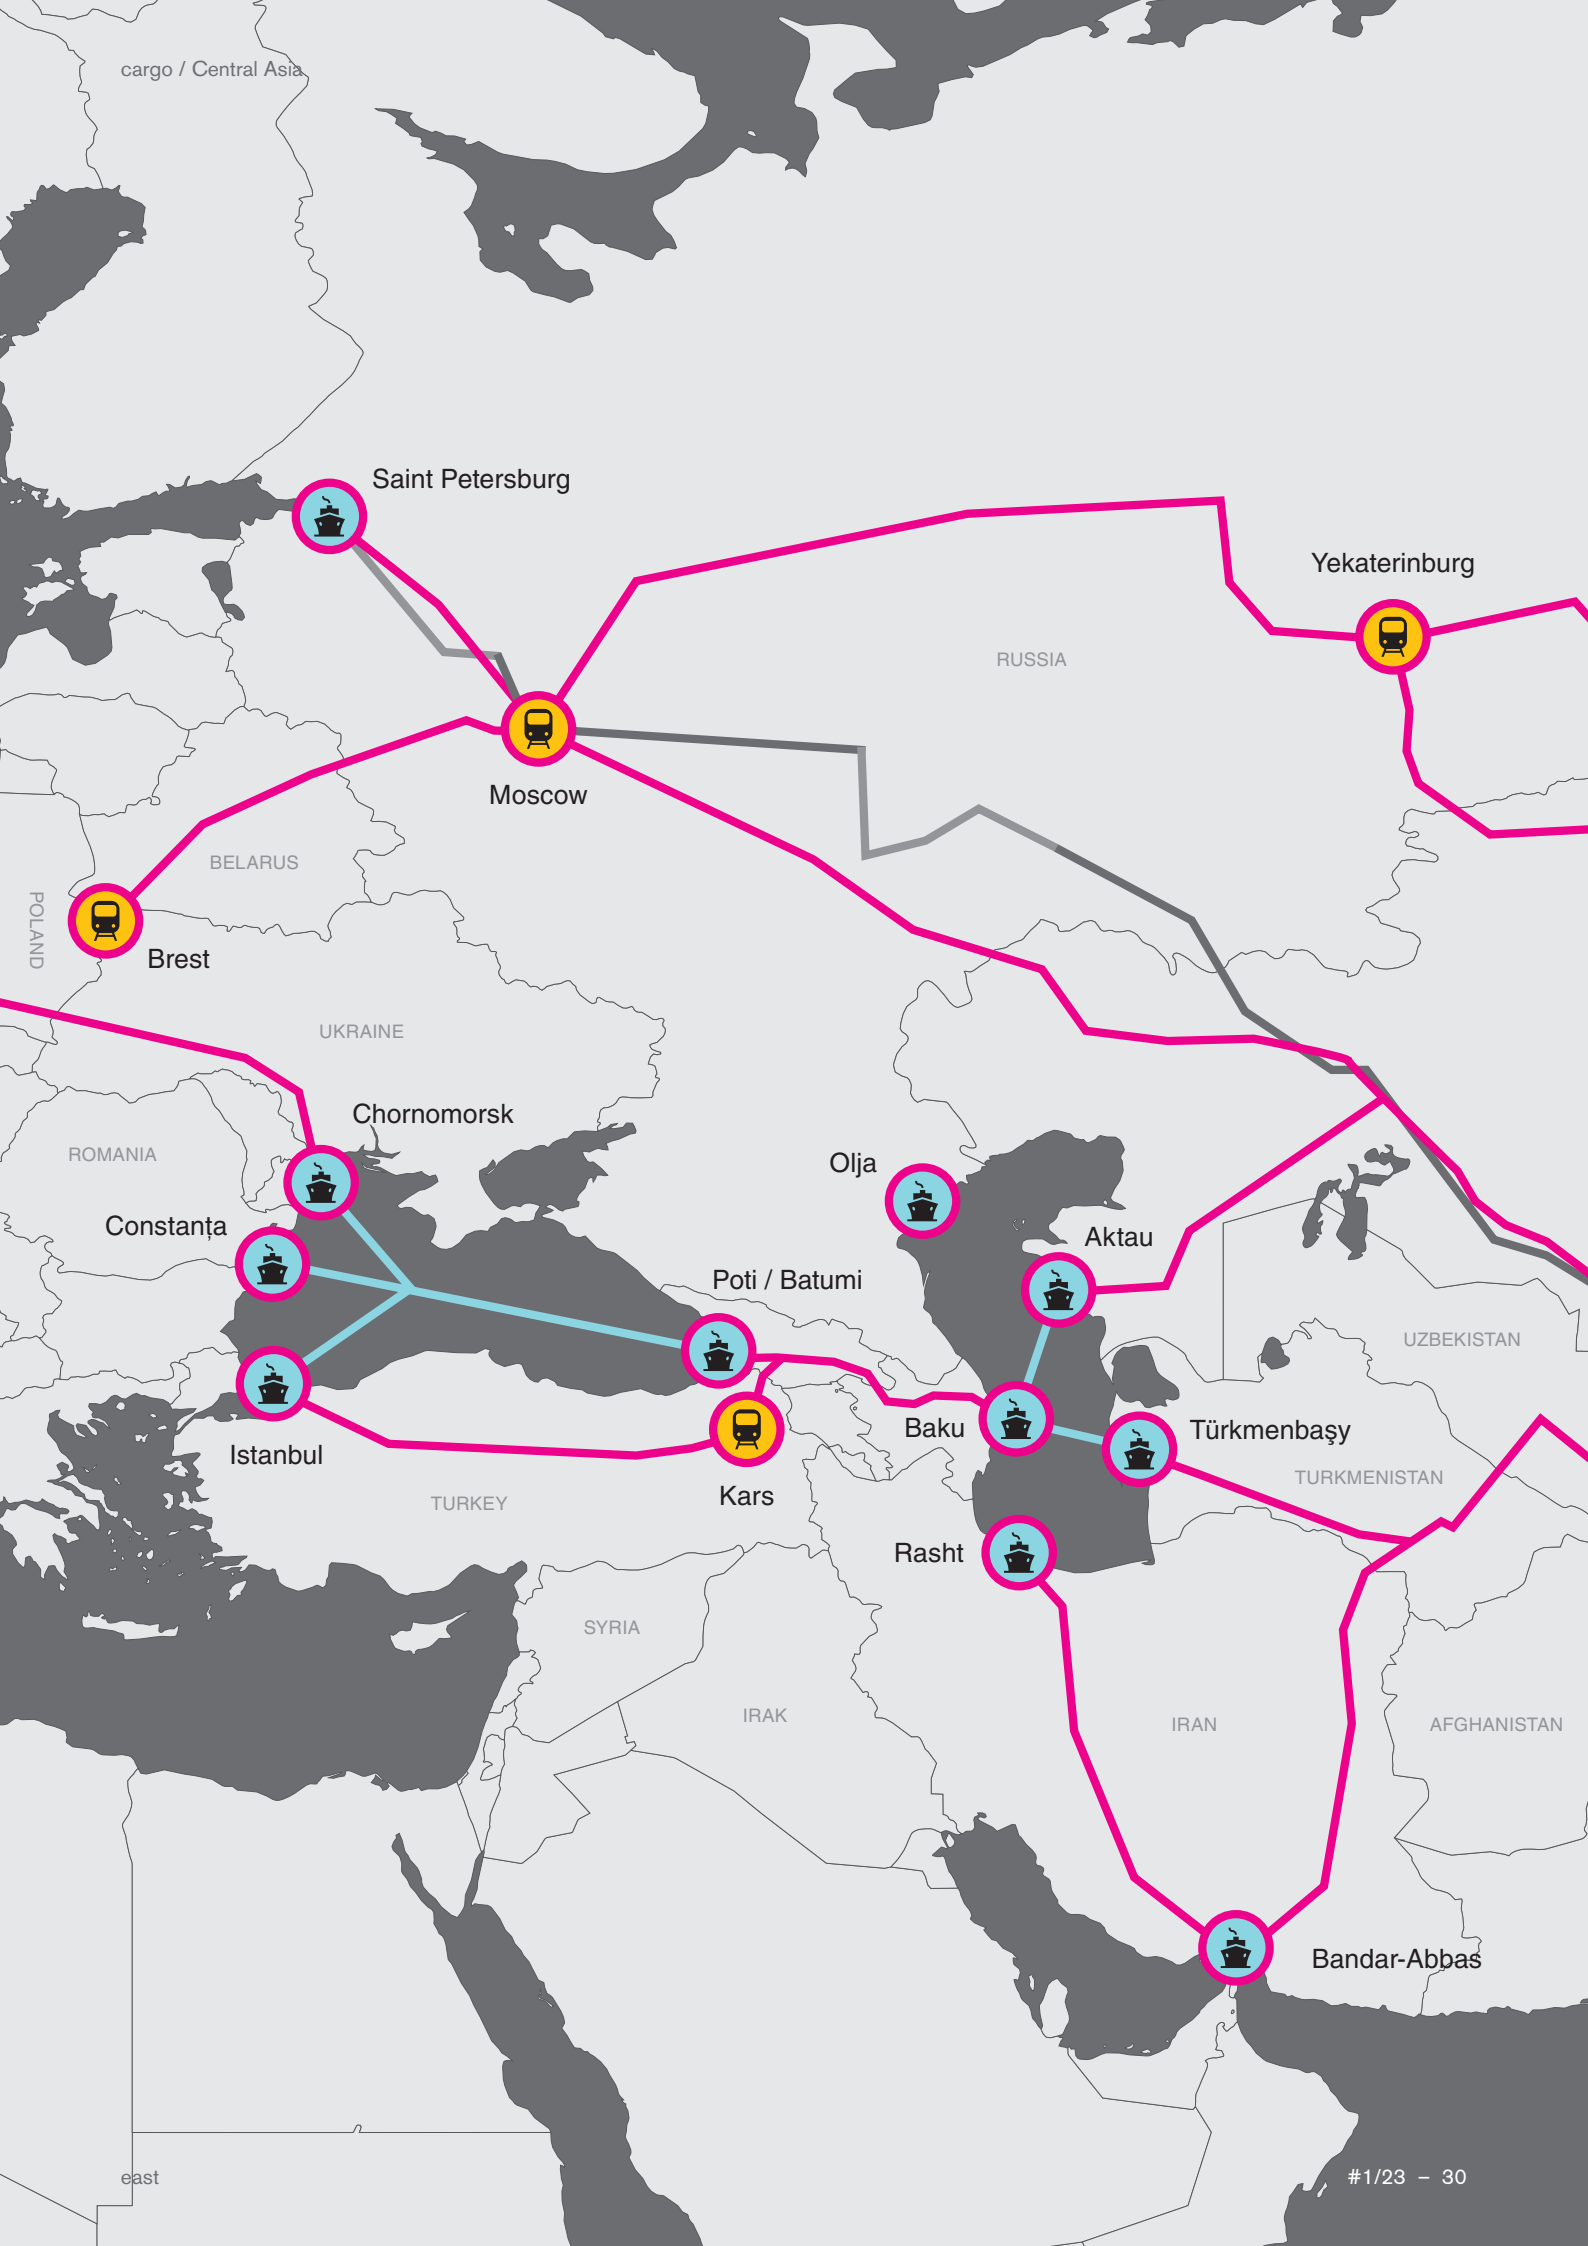 cargo / Central Asia
Saint Petersburg
Yekaterinburg
RUSSIA
Moscow
BELARUS
POLAND
Brest
UKRAINE
Chornomorsk
ROMANIA
Olja
Constanța
Aktau
Poti / Batumi
UZBEKISTAN
Baku
Türkmenbaşy
Istanbul
TURKMENISTAN
Kars
TURKEY
Rasht
SYRIA
IRAK
IRAN
AFGHANISTAN
Bandar-Abbas
east
#1/23 – 30